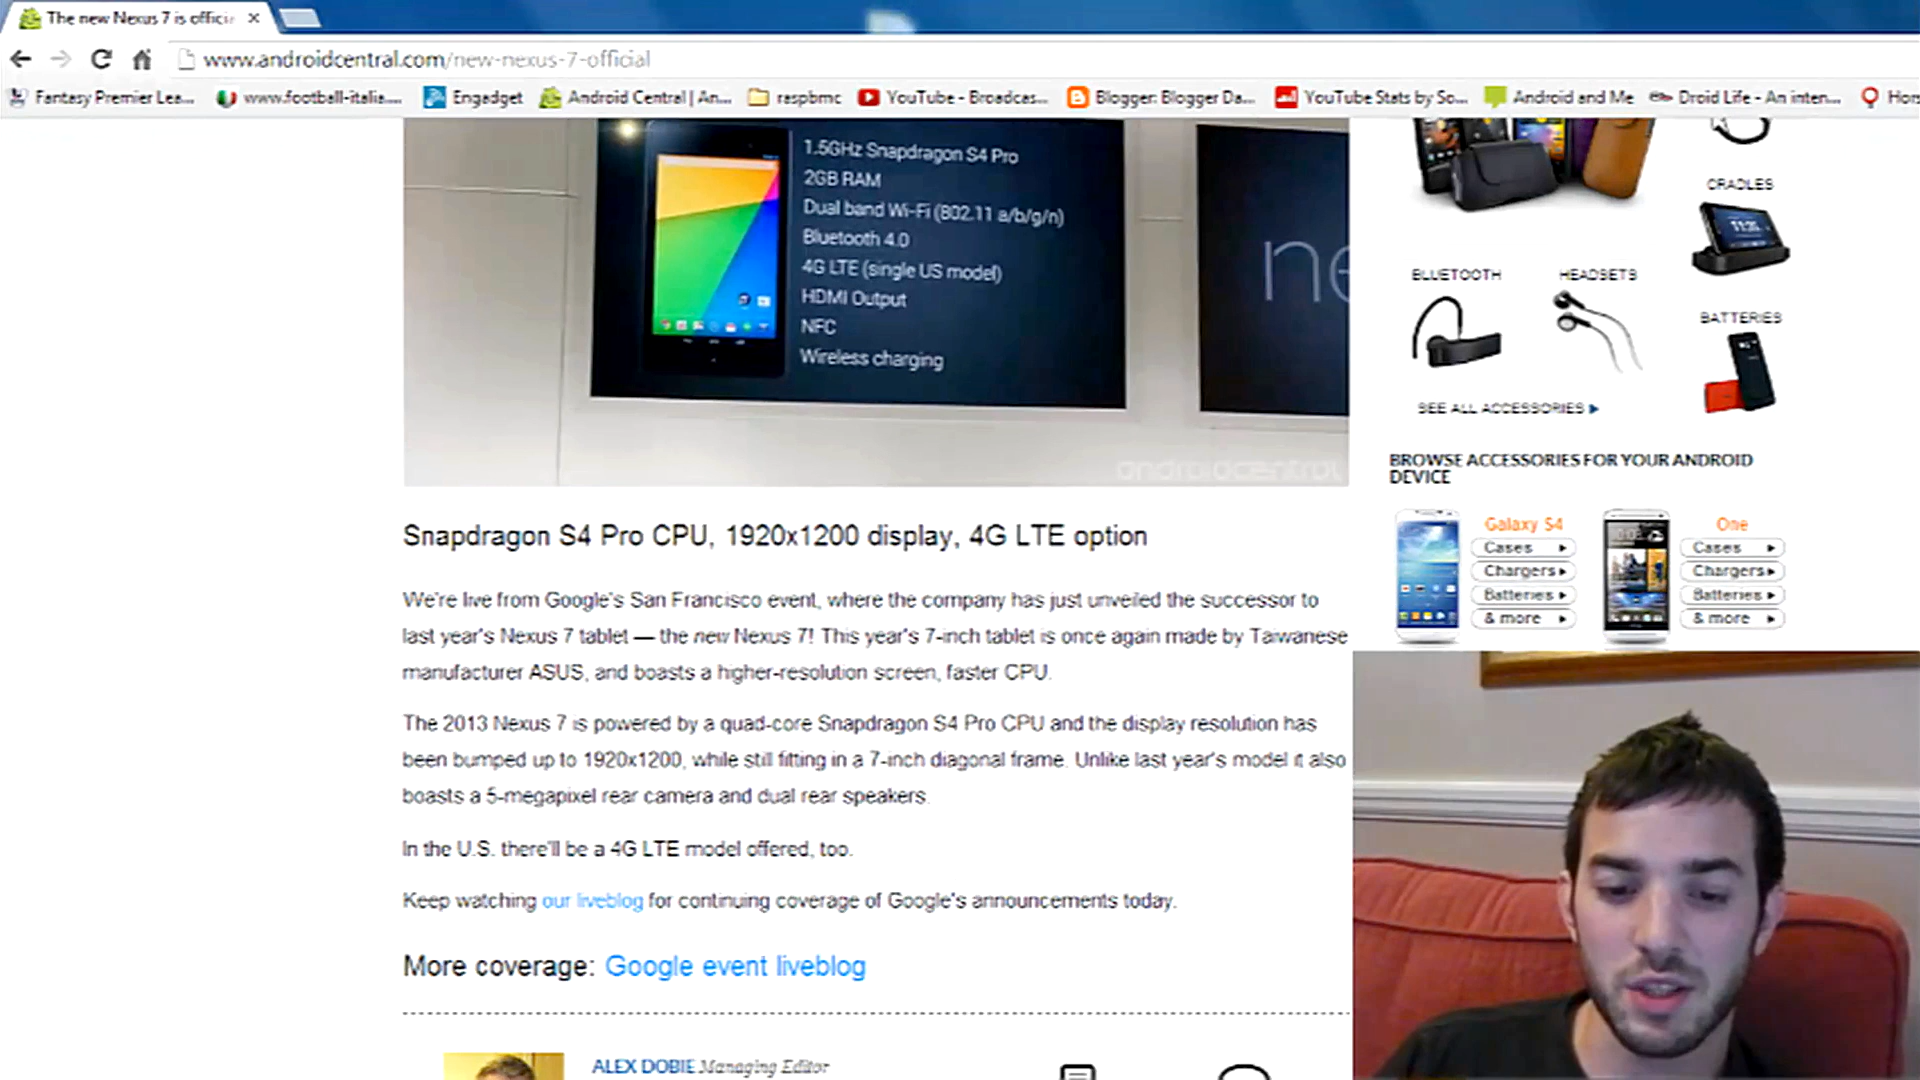 The new Nexus 7 is offici
www.androidcentral.com/new-nexus-7-official
Fantasy Premier Lea...
www.football-italia....
Engadget
Android Central | An...
raspbmc
YouTube - Broadcas...
Blogger: Blogger Da...
YouTube Stats by So...
Android and Me
Droid Life - An inten...
Hors
1.5GHz Snapdragon S4 Pro
2GB RAM
Dual band Wi-Fi (802.11 a/b/g/n)
Bluetooth 4.0
4G LTE (single US model)
HDMI Output
NFC
Wireless charging
ne
androidcentral
CRADLES
BLUETOOTH
HEADSETS
BATTERIES
SEE ALL ACCESSORIES
BROWSE ACCESSORIES FOR YOUR ANDROID
DEVICE
Galaxy S4
Cases
Chargers
Batteries
& more
One
Cases
Chargers
Batteries
& more
Snapdragon S4 Pro CPU, 1920x1200 display, 4G LTE option
We're live from Google's San Francisco event, where the company has just unveiled the successor to
last year's Nexus 7 tablet — the new Nexus 7! This year's 7-inch tablet is once again made by Taiwanese
manufacturer ASUS, and boasts a higher-resolution screen, faster CPU.
The 2013 Nexus 7 is powered by a quad-core Snapdragon S4 Pro CPU and the display resolution has
been bumped up to 1920x1200, while still fitting in a 7-inch diagonal frame. Unlike last year's model it also
boasts a 5-megapixel rear camera and dual rear speakers.
In the U.S. there'll be a 4G LTE model offered, too.
Keep watching our liveblog for continuing coverage of Google's announcements today.
More coverage: Google event liveblog
ALEX DOBIE Managing Editor